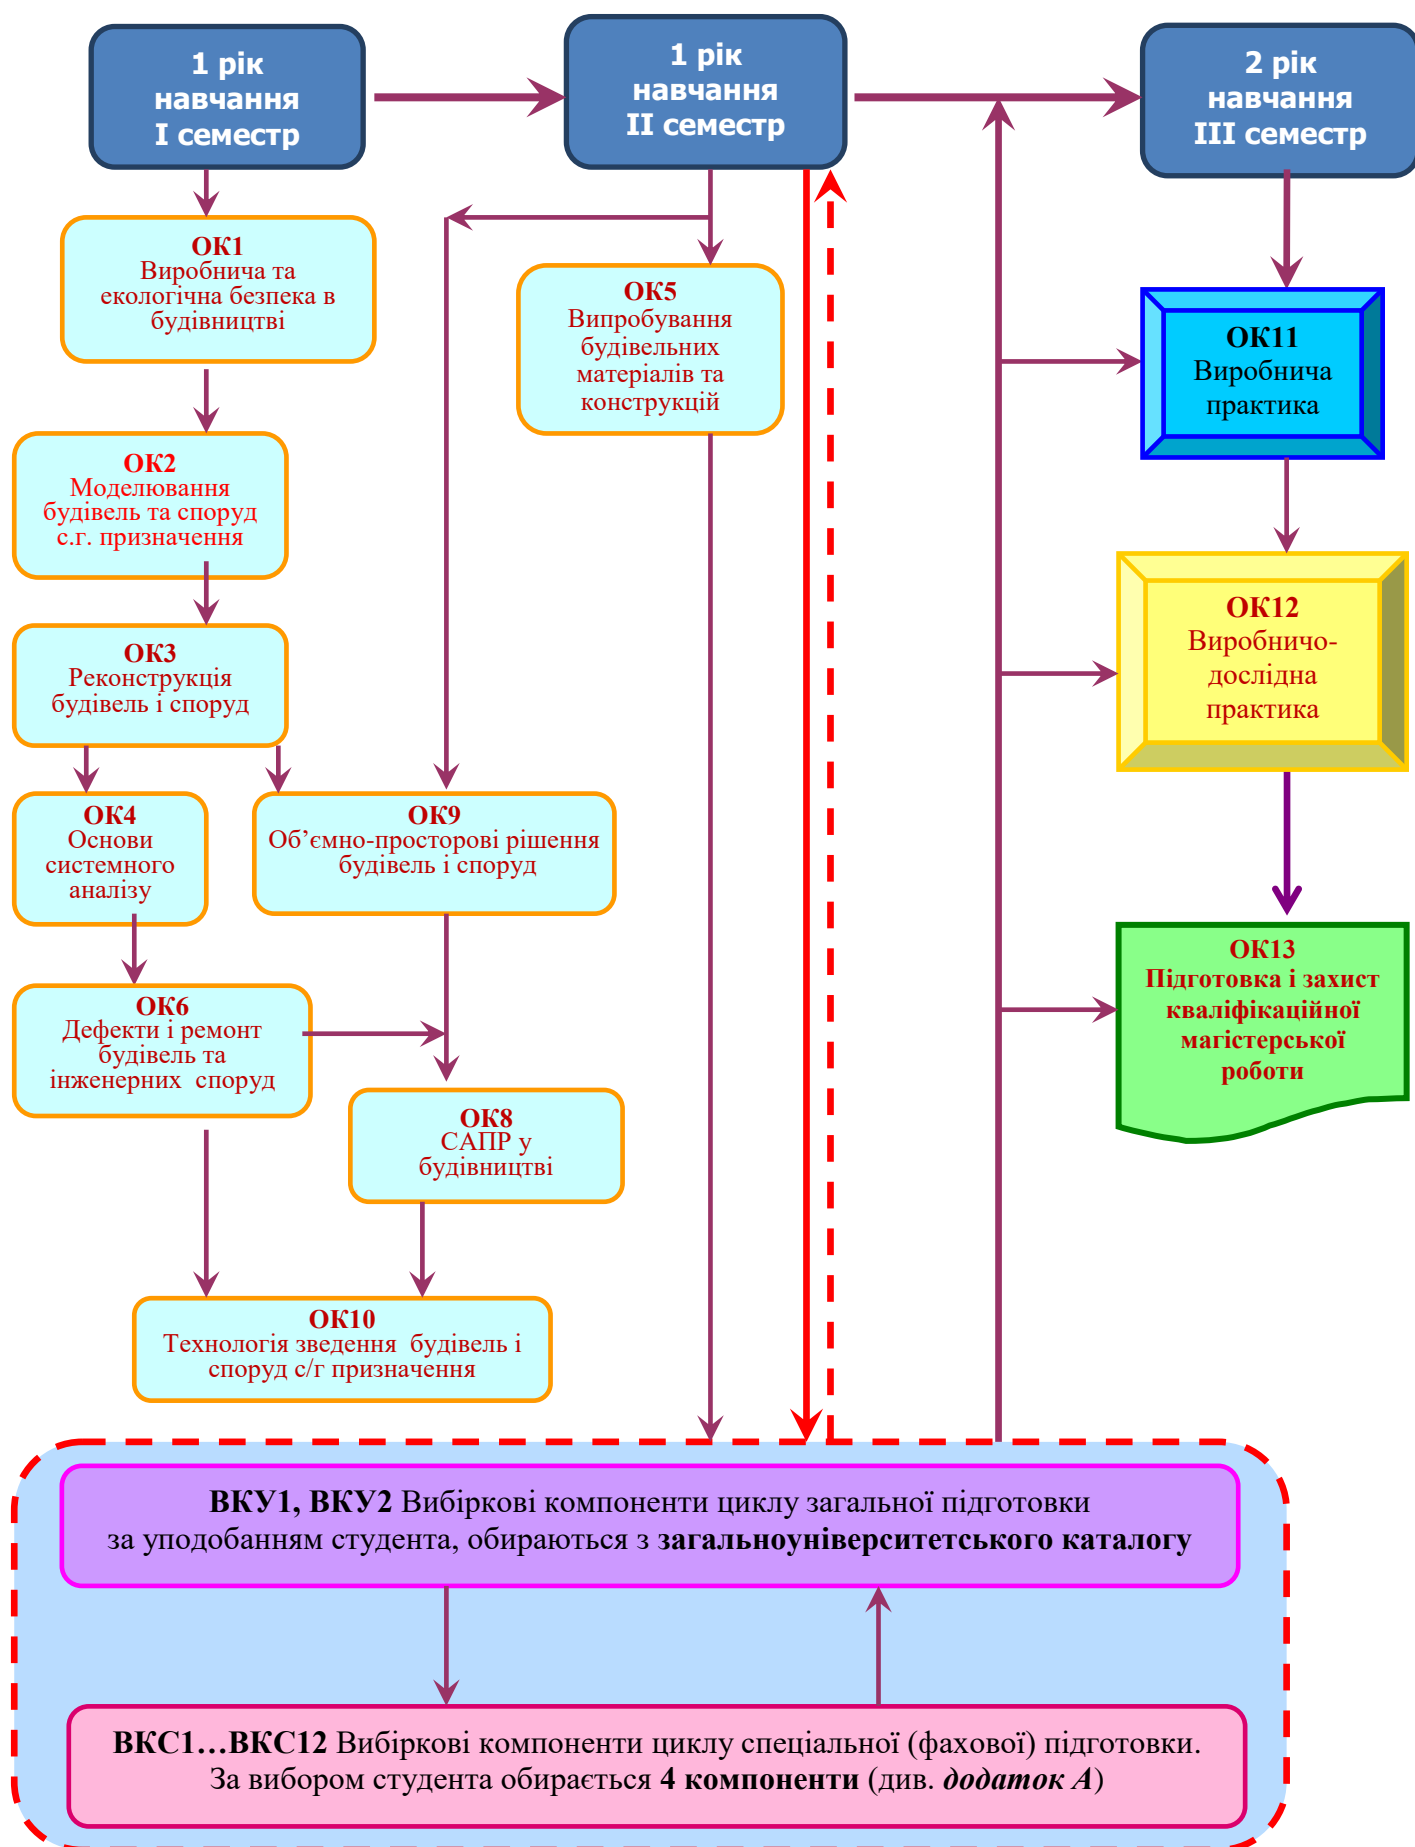 1 рік
навчання
I семестр
1 рік
навчання
II семестр
2 рік
навчання
III семестр
ОК1
Виробнича та
екологічна безпека в
будівництві
ОК2
Моделювання
будівель та споруд
с.г. призначення
ОК3
Реконструкція
будівель і споруд
ОК4
Основи
системного
аналізу
ОК9
Об’ємно-просторові рішення
будівель і споруд
ОК6
Дефекти і ремонт
будівель та
інженерних споруд
ОК8
САПР у
будівництві
ОК10
Технологія зведення будівель і
споруд с/г призначення
ОК5
Випробування
будівельних
матеріалів та
конструкцій
ОК11
Виробнича
практика
ОК12
Виробничо-
дослідна
практика
ОК13
Підготовка і захист
кваліфікаційної
магістерської
роботи
ВКУ1, ВКУ2 Вибіркові компоненти циклу загальної підготовки
за уподобанням студента, обираються з загальноуніверситетського каталогу
ВКС1…ВКС12 Вибіркові компоненти циклу спеціальної (фахової) підготовки.
За вибором студента обирається 4 компоненти (див. додаток А)